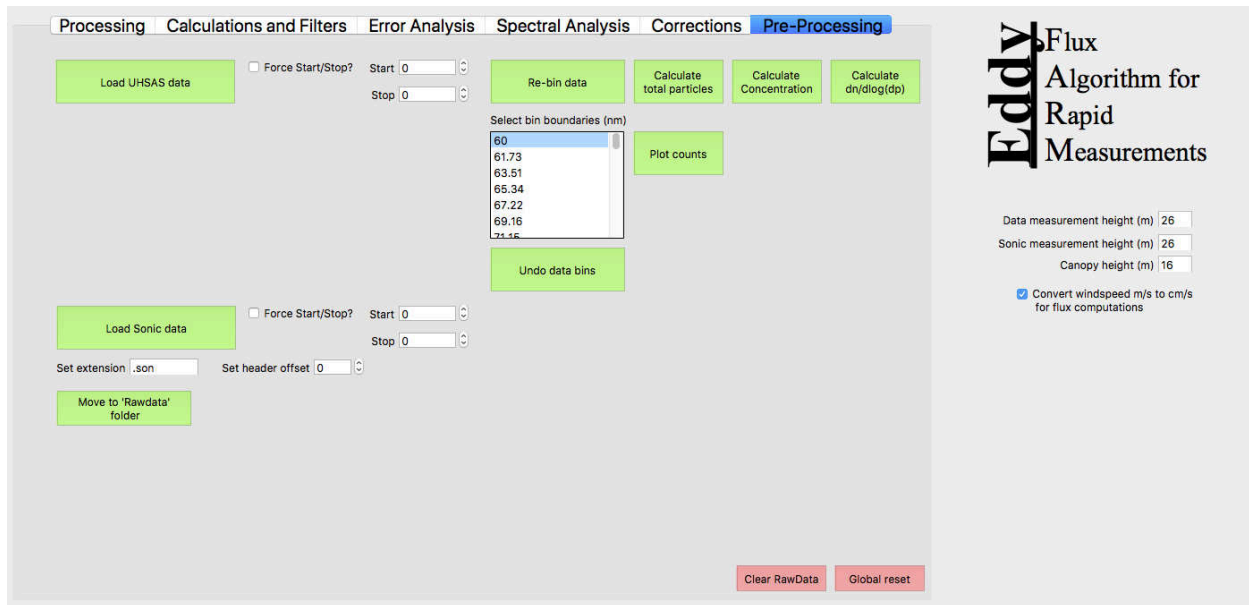 Processing
Calculations and Filters
Error Analysis
Spectral Analysis
Corrections
Pre-Processing
Load UHSAS data
Force Start/Stop?
Start 0
Stop 0
Re-bin data
Calculate
total particles
Calculate
Concentration
Calculate
dn/dlog(dp)
Select bin boundaries (nm)
60
61.73
63.51
65.34
67.22
69.16
71.15
Plot counts
Undo data bins
Load Sonic data
Force Start/Stop?
Start 0
Stop 0
Set extension .son
Set header offset 0
Move to 'Rawdata'
folder
Clear RawData
Global reset
Eddy
Flux
Algorithm for
Rapid
Measurements
Data measurement height (m) 26
Sonic measurement height (m) 26
Canopy height (m) 16
Convert windspeed m/s to cm/s
for flux computations